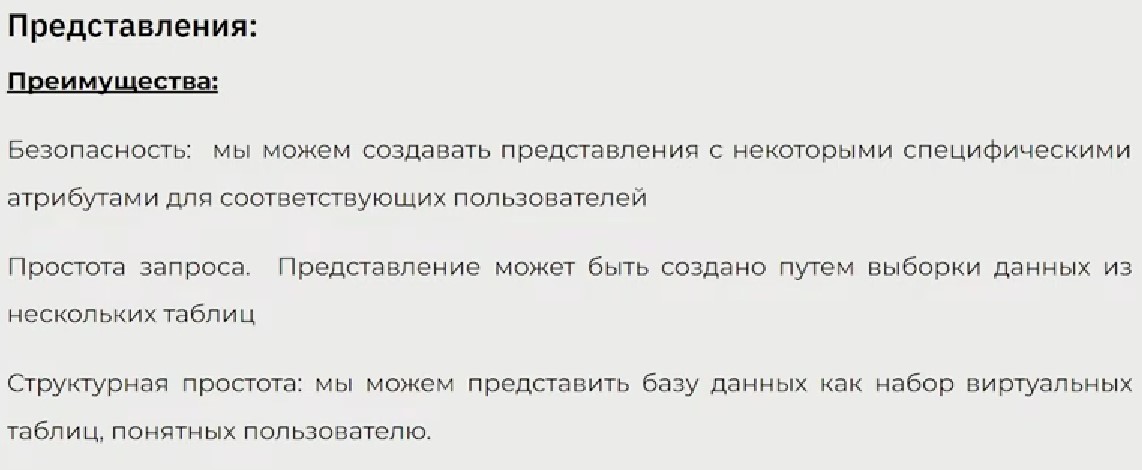 Представления:
Преимущества:
Безопасность: мы можем создавать представления с некоторыми специфическими
атрибутами для соответствующих пользователей
Простота запроса. Представление может быть создано путем выборки данных из
нескольких таблиц
Структурная простота: мы можем представить базу данных как набор виртуальных
таблиц, понятных пользователю.